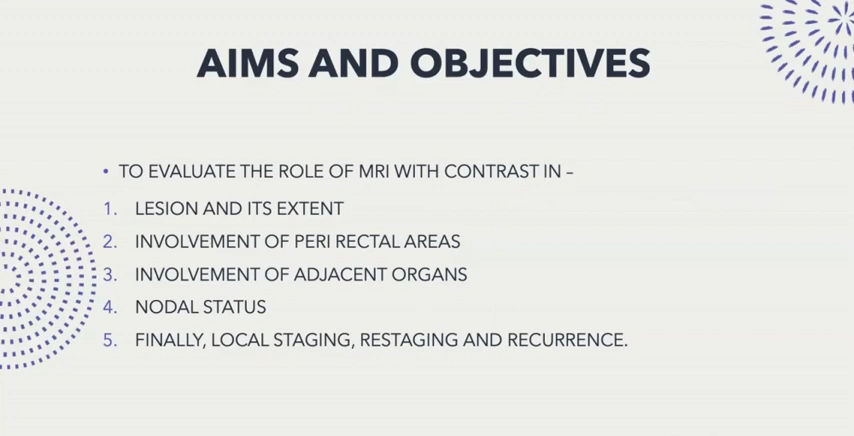 AIMS AND OBJECTIVES
• TO EVALUATE THE ROLE OF MRI WITH CONTRAST IN –
1. LESION AND ITS EXTENT
2. INVOLVEMENT OF PERI RECTAL AREAS
3. INVOLVEMENT OF ADJACENT ORGANS
4. NODAL STATUS
5. FINALLY, LOCAL STAGING, RESTAGING AND RECURRENCE.